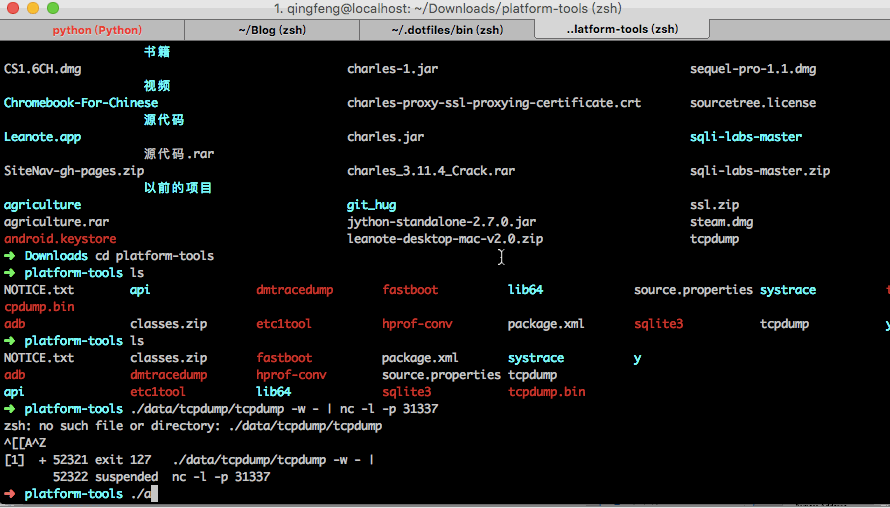 1. qingfeng@localhost: ~/Downloads/platform-tools (zsh)
python (Python) ~/Blog (zsh) ~/.dotfiles/bin (zsh) ..latform-tools (zsh)
书籍
CS1.6CH.dmg charles-1.jar sequel-pro-1.1.dmg
视频
Chromebook-For-Chinese charles-proxy-ssl-proxying-certificate.crt sourcetree.license
源代码
Leanote.app charles.jar sqli-labs-master
源代码.rar
SiteNav-gh-pages.zip charles_3.11.4_Crack.rar sqli-labs-master.zip
以前的项目
agriculture git_hug ssl.zip
agriculture.rar jython-standalone-2.7.0.jar steam.dmg
android.keystore leanote-desktop-mac-v2.0.zip tcpdump
➜ Downloads cd platform-tools
➜ platform-tools ls
NOTICE.txt api dmtracedump fastboot lib64 source.properties systrace t
cpdump.bin
adb classes.zip etc1tool hprof-conv package.xml sqlite3 tcpdump y
➜ platform-tools ls
NOTICE.txt classes.zip fastboot package.xml systrace y
adb dmtracedump hprof-conv source.properties tcpdump
api etc1tool lib64 sqlite3 tcpdump.bin
➜ platform-tools ./data/tcpdump/tcpdump -w - | nc -l -p 31337
zsh: no such file or directory: ./data/tcpdump/tcpdump
^[[A^Z
[1] + 52321 exit 127 ./data/tcpdump/tcpdump -w - |
52322 suspended nc -l -p 31337
➜ platform-tools ./a